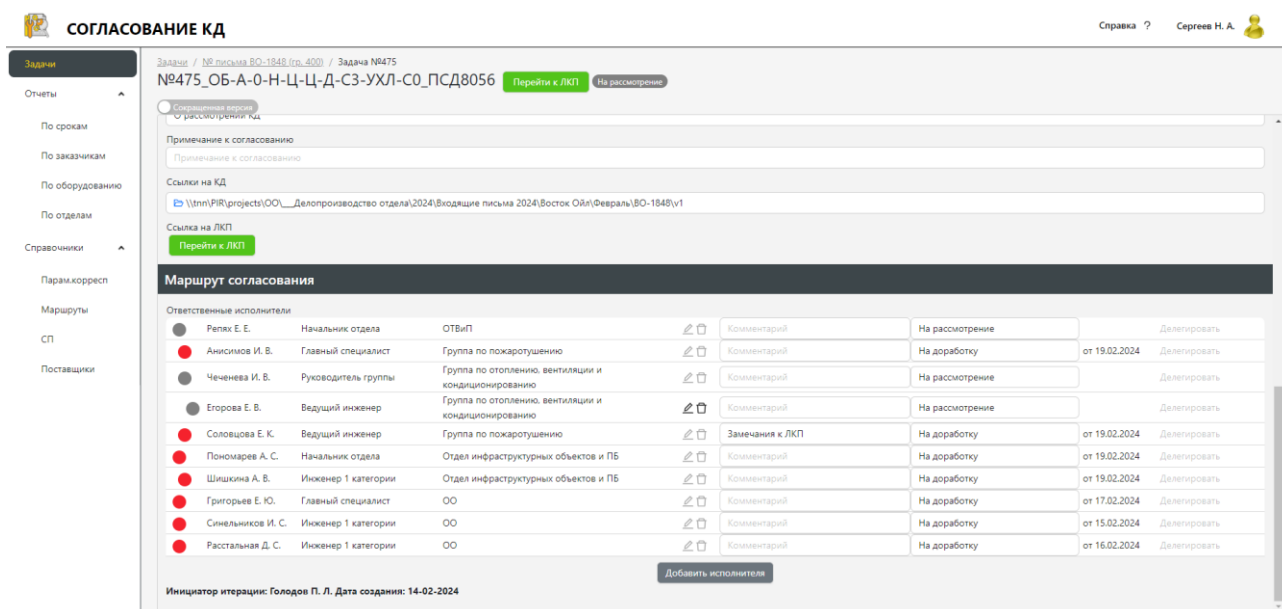 СОГЛАСОВАНИЕ КД
Справка ?
Сергеев Н. А.
Задачи
Отчеты
По срокам
По заказчикам
По оборудованию
По отделам
Справочники
Парам.корресп
Маршруты
СП
Поставщики
Задачи / № письма ВО-1848 (гр. 400) / Задача №475
№475_ОБ-А-0-Н-Ц-Ц-Д-С3-УХЛ-С0_ПСД8056 Перейти к ЛКП На рассмотрение
Сокращенная версия
О рассмотрении КД
Примечание к согласованию
Примечание к согласованию
Ссылки на КД
\\tnn\PIR\projects\OO\___Делопроизводство отдела\2024\Входящие письма 2024\Восток Ойл\Февраль\ВО-1848\v1
Ссылка на ЛКП
Перейти к ЛКП
Маршрут согласования
Ответственные исполнители
Репях Е. Е. Начальник отдела ОТВиП Комментарий На рассмотрение Делегировать
Анисимов И. В. Главный специалист Группа по пожаротушению Комментарий На доработку от 19.02.2024 Делегировать
Чеченева И. В. Руководитель группы Группа по отоплению, вентиляции и кондиционированию Комментарий На рассмотрение Делегировать
Егорова Е. В. Ведущий инженер Группа по отоплению, вентиляции и кондиционированию Комментарий На рассмотрение Делегировать
Соловцова Е. К. Ведущий инженер Группа по пожаротушению Замечания к ЛКП На доработку от 19.02.2024 Делегировать
Пономарев А. С. Начальник отдела Отдел инфраструктурных объектов и ПБ Комментарий На доработку от 19.02.2024 Делегировать
Шишкина А. В. Инженер 1 категории Отдел инфраструктурных объектов и ПБ Комментарий На доработку от 19.02.2024 Делегировать
Григорьев Е. Ю. Главный специалист ОО Комментарий На доработку от 17.02.2024 Делегировать
Синельников И. С. Инженер 1 категории ОО Комментарий На доработку от 15.02.2024 Делегировать
Расстальная Д. С. Инженер 1 категории ОО Комментарий На доработку от 16.02.2024 Делегировать
Добавить исполнителя
Инициатор итерации: Голодов П. Л. Дата создания: 14-02-2024